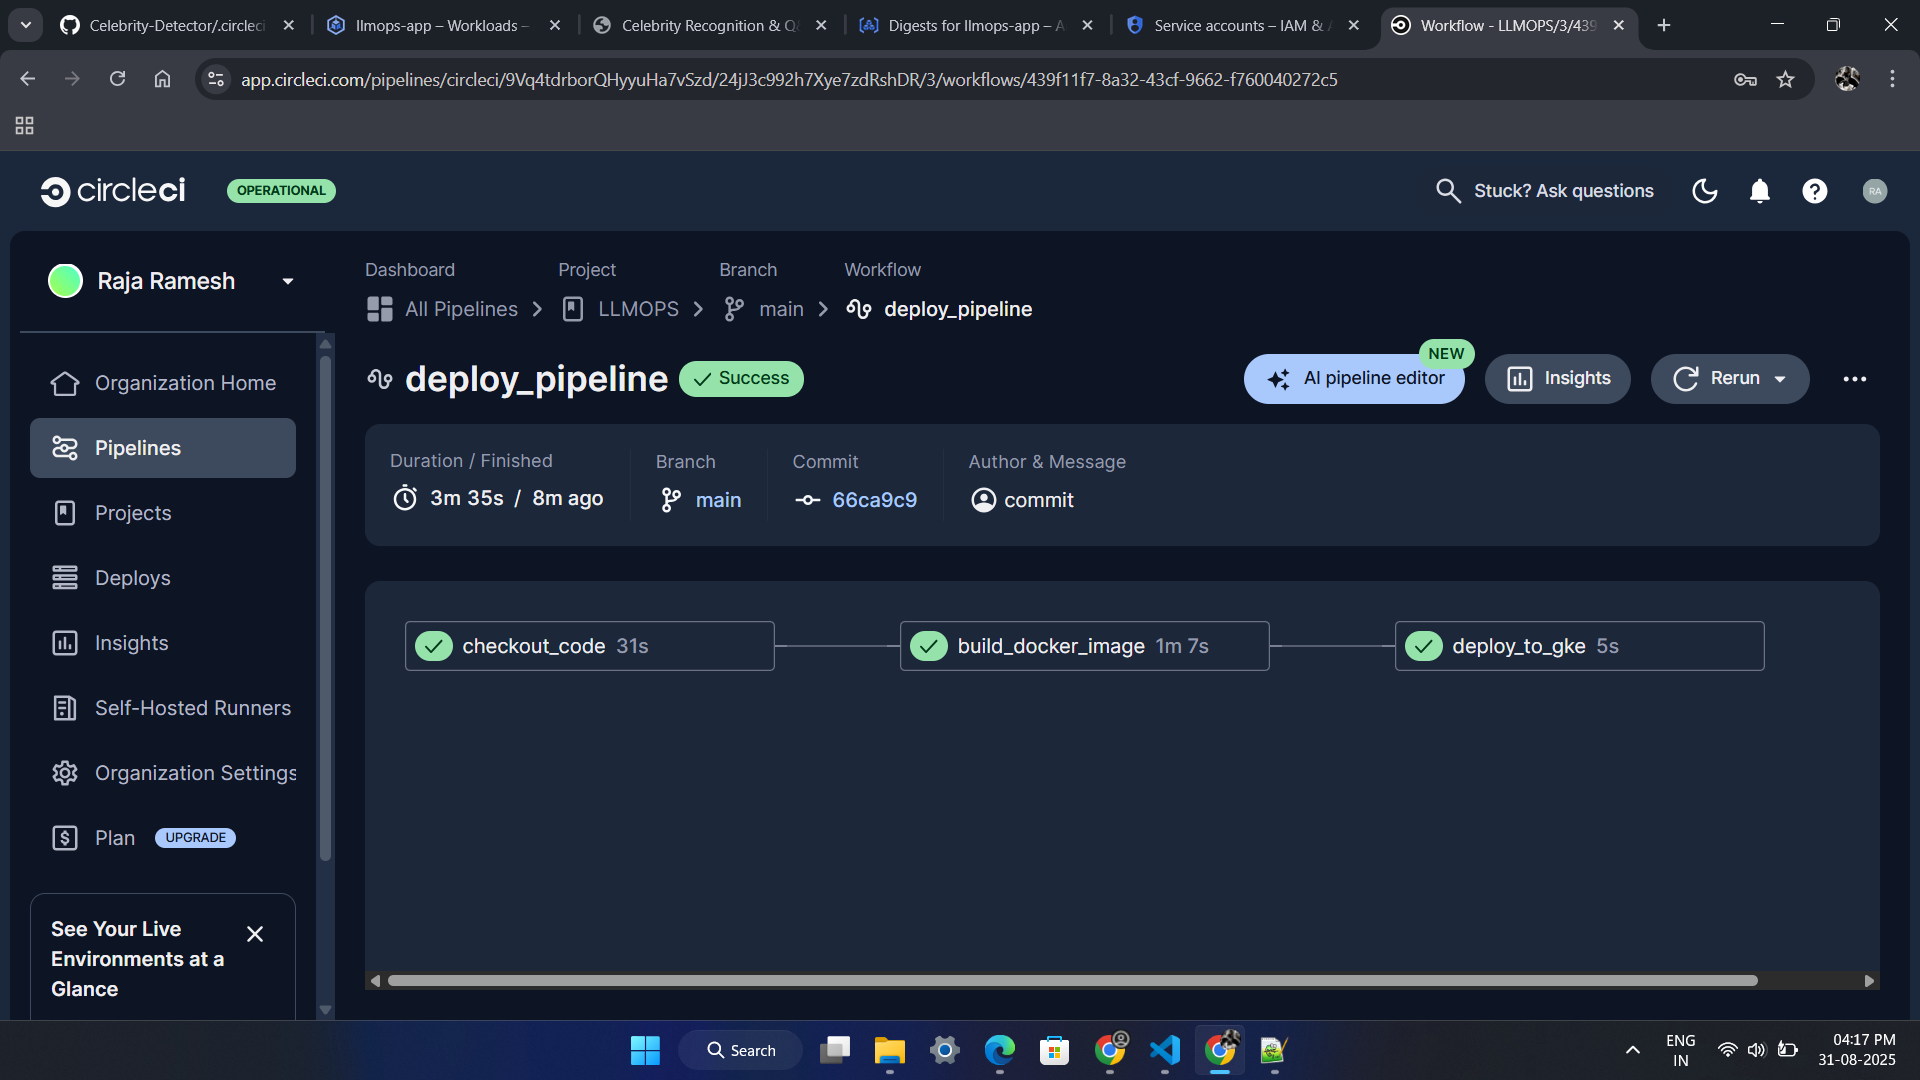 Celebrity-Detector/.circleci
llmops-app – Workloads –
Celebrity Recognition & Q&
Digests for llmops-app – A
Service accounts – IAM & A
Workflow - LLMOPS/3/439
app.circleci.com/pipelines/circleci/9Vq4tdrborQHyyuHa7vSzd/24jJ3c992h7Xye7zdRshDR/3/workflows/439f11f7-8a32-43cf-9662-f760040272c5
circleci
OPERATIONAL
Stuck? Ask questions
RA
Raja Ramesh
Organization Home
Pipelines
Projects
Deploys
Insights
Self-Hosted Runners
Organization Settings
Plan UPGRADE
See Your Live
Environments at a
Glance
Dashboard Project Branch Workflow
All Pipelines LLMOPS main deploy_pipeline
deploy_pipeline Success
NEW
AI pipeline editor Insights Rerun
Duration / Finished Branch Commit Author & Message
3m 35s / 8m ago main 66ca9c9 commit
checkout_code 31s build_docker_image 1m 7s deploy_to_gke 5s
Search
ENG
IN
04:17 PM
31-08-2025